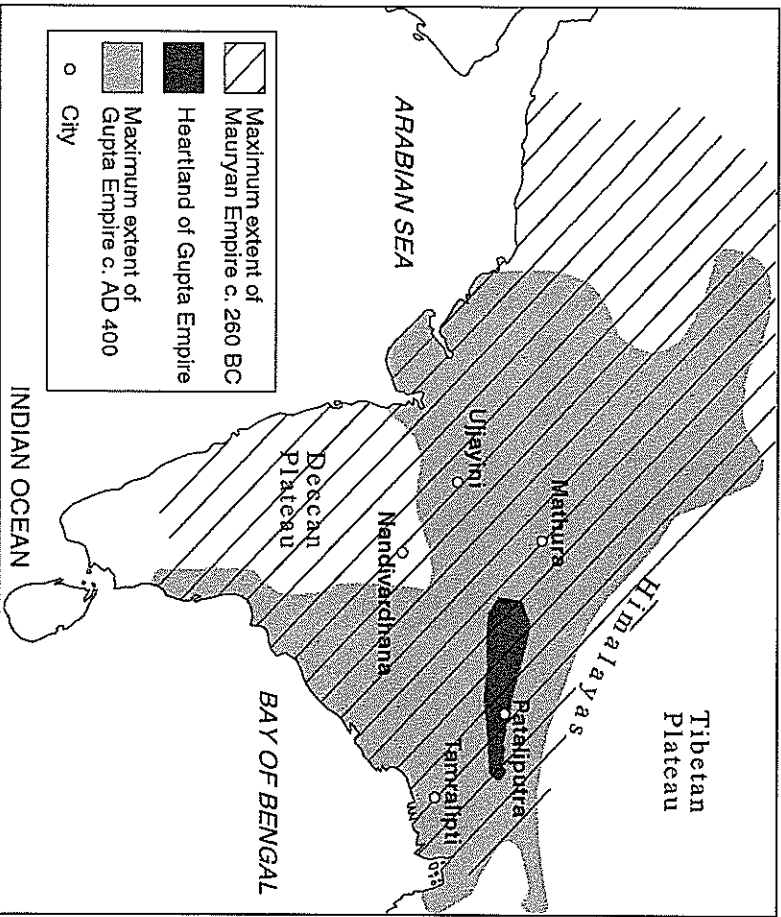 Tibetan
Plateau
Himalayas
Mathura
Pataliputra
Ujjayini
Tamralipti
Nandivardhana
Deccan
Plateau
ARABIAN SEA
BAY OF BENGAL
INDIAN OCEAN
Maximum extent of
Mauryan Empire c. 260 BC
Heartland of Gupta Empire
Maximum extent of
Gupta Empire c. AD 400
City